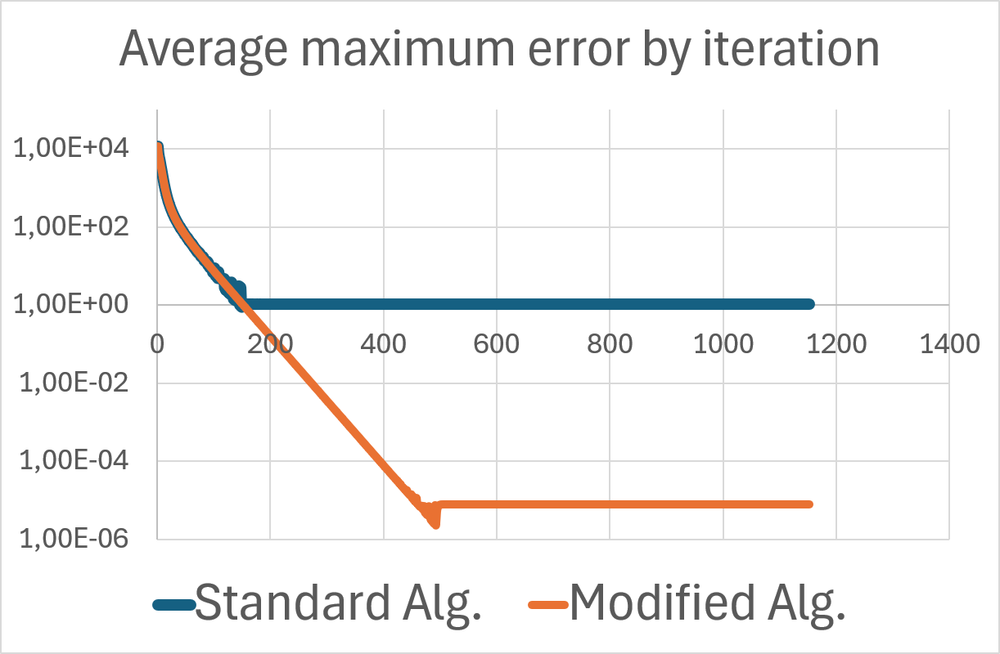 Average maximum error by iteration
1,00E+04
1,00E+02
1,00E+00
0 200 400 600 800 1000 1200 1400
1,00E-02
1,00E-04
1,00E-06
Standard Alg. Modified Alg.